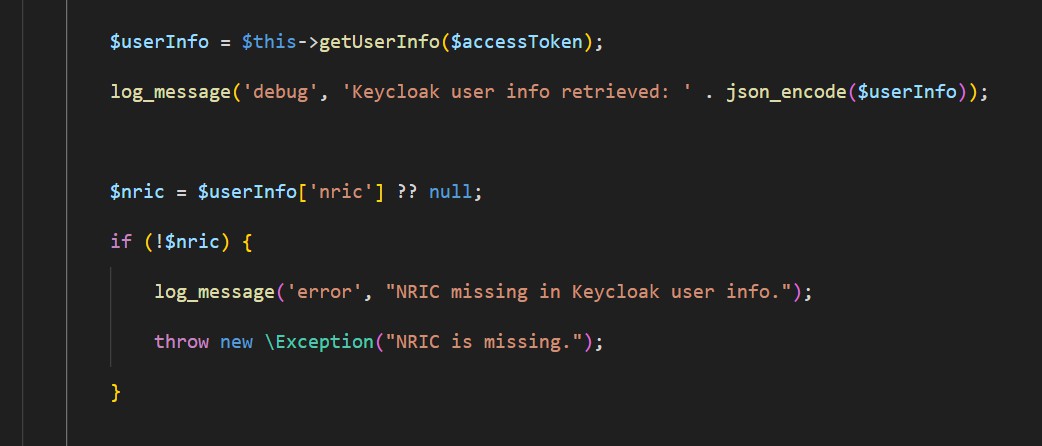 $userInfo = $this->getUserInfo($accessToken);
log_message('debug', 'Keycloak user info retrieved: ' . json_encode($userInfo));
$nric = $userInfo['nric'] ?? null;
if (!$nric) {
log_message('error', "NRIC missing in Keycloak user info.");
throw new \Exception("NRIC is missing.");
}